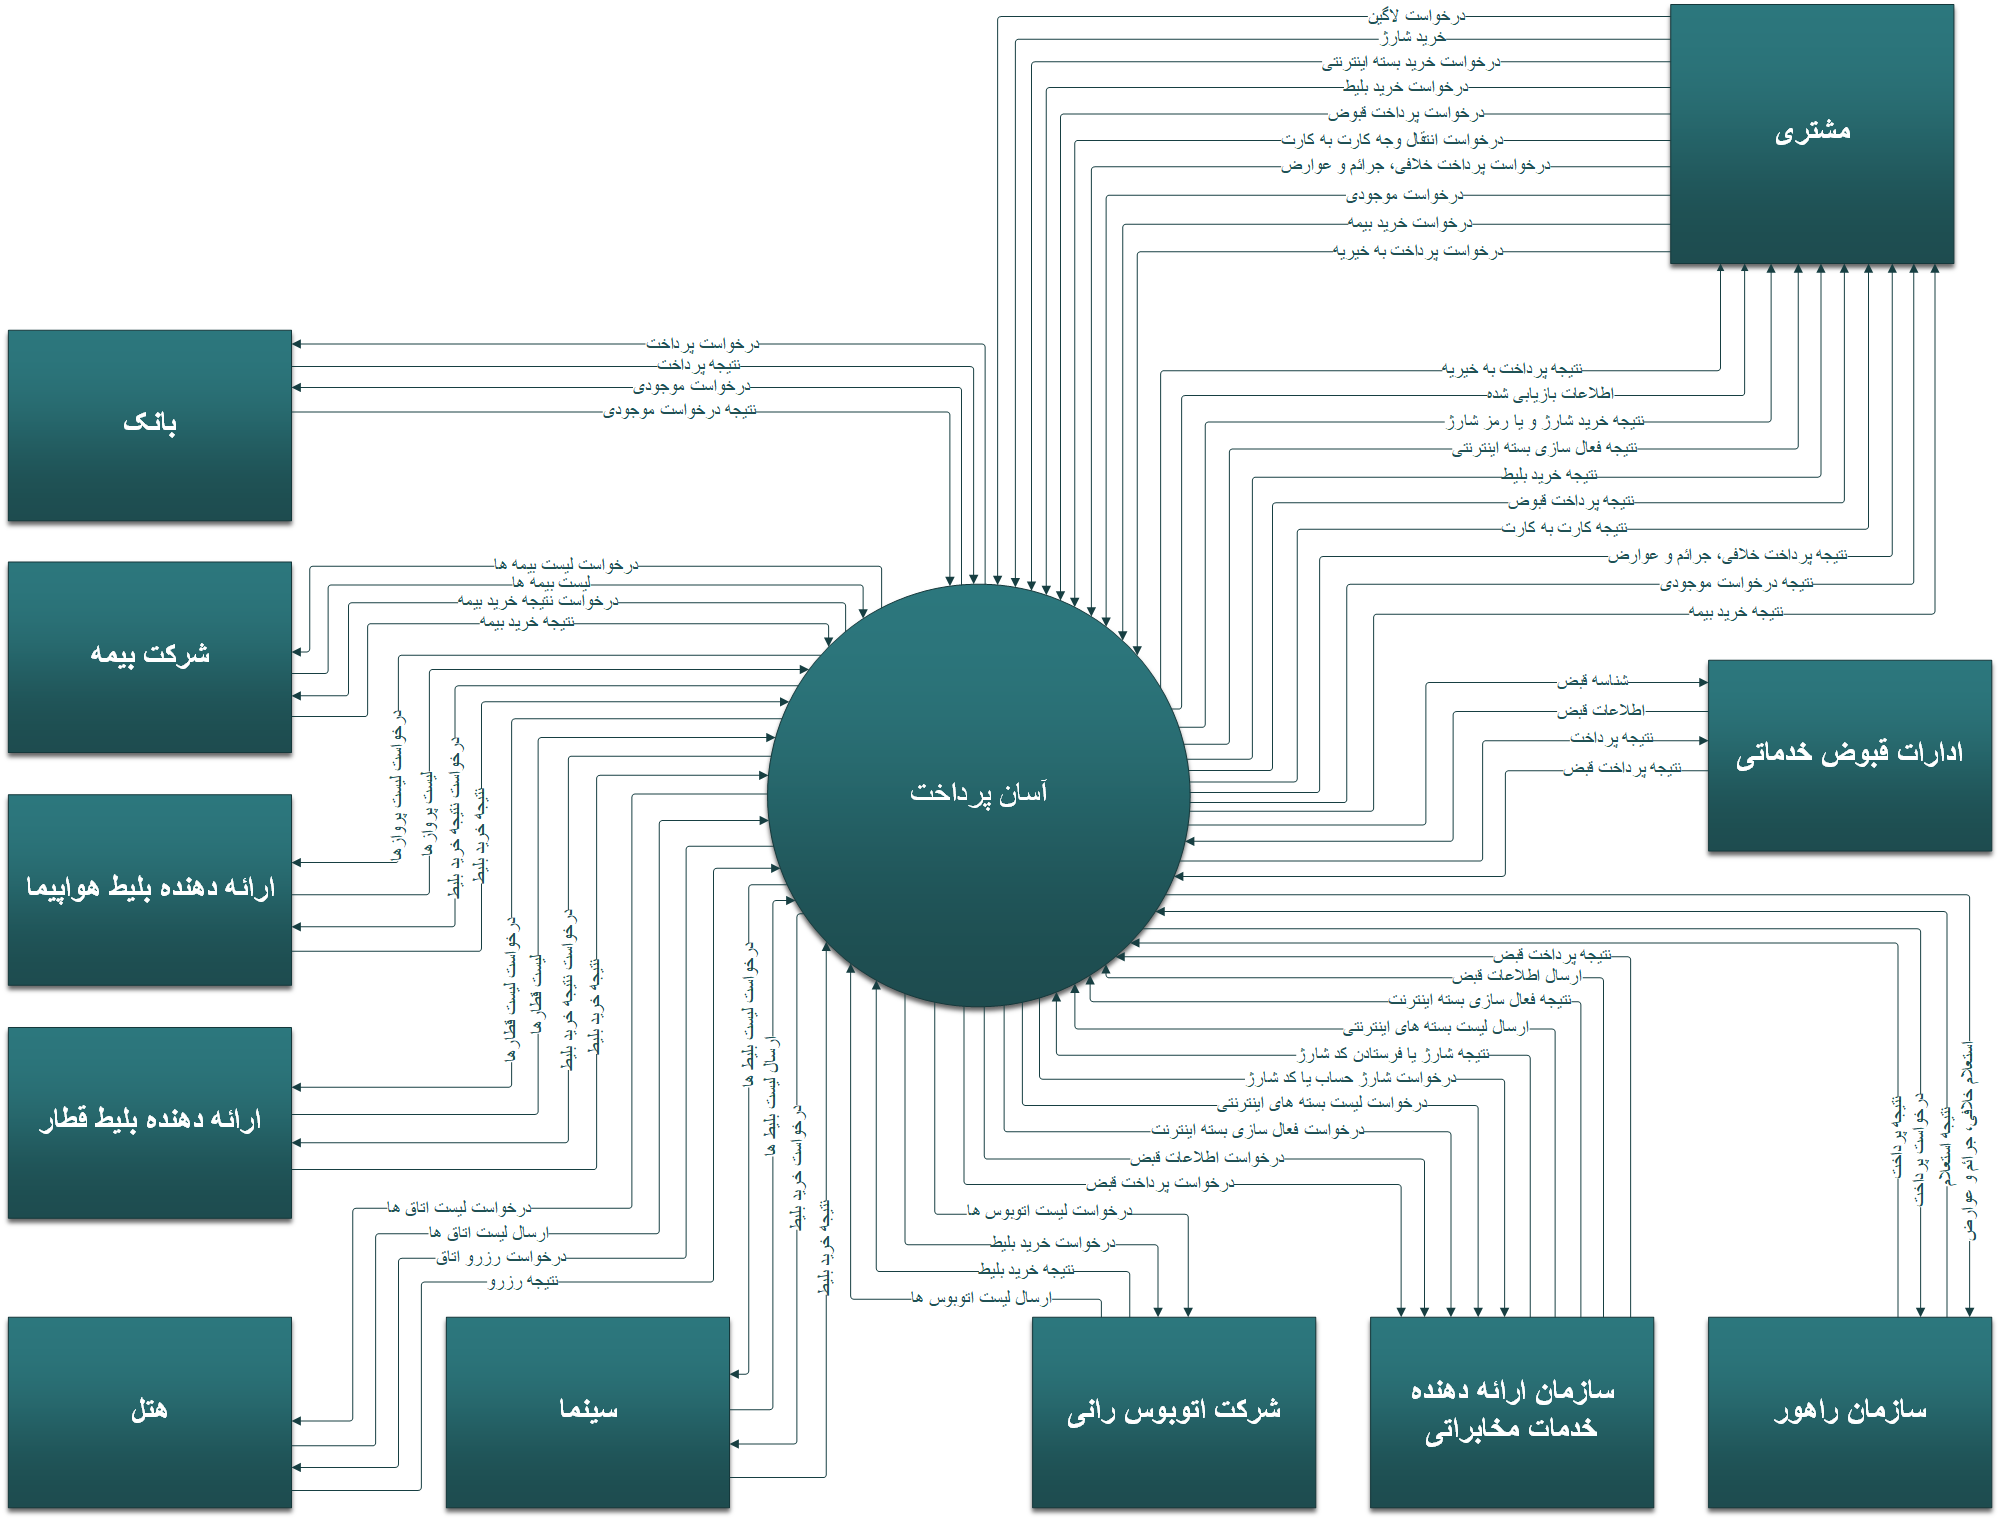 درخواست لاگین
خرید شارژ
درخواست خرید بسته اینترنتی
درخواست خرید بلیط
درخواست پرداخت قبوض
درخواست انتقال وجه کارت به کارت
درخواست پرداخت خلافی، جرائم و عوارض
درخواست موجودی
درخواست خرید بیمه
درخواست پرداخت به خیریه
مشتری
نتیجه پرداخت به خیریه
اطلاعات بازیابی شده
نتیجه خرید شارژ و یا رمز شارژ
نتیجه فعال سازی بسته اینترنتی
نتیجه خرید بلیط
نتیجه پرداخت قبوض
نتیجه کارت به کارت
نتیجه پرداخت خلافی، جرائم و عوارض
نتیجه درخواست موجودی
نتیجه خرید بیمه
درخواست پرداخت
نتیجه پرداخت
درخواست موجودی
نتیجه درخواست موجودی
بانک
درخواست لیست بیمه ها
لیست بیمه ها
درخواست نتیجه خرید بیمه
نتیجه خرید بیمه
شرکت بیمه
شناسه قبض
اطلاعات قبض
نتیجه پرداخت
نتیجه پرداخت قبض
ادارات قبوض خدماتی
آسان پرداخت
درخواست لیست پروازها
لیست پروازها
درخواست نتیجه خرید بلیط
نتیجه خرید بلیط
ارائه دهنده بلیط هواپیما
درخواست لیست قطارها
لیست قطارها
درخواست نتیجه خرید بلیط
نتیجه خرید بلیط
ارائه دهنده بلیط قطار
درخواست لیست اتاق ها
ارسال لیست اتاق ها
درخواست رزرو اتاق
نتیجه رزرو
هتل
درخواست لیست بلیط ها
ارسال لیست بلیط ها
درخواست خرید بلیط
نتیجه خرید بلیط
سینما
درخواست لیست اتوبوس ها
درخواست خرید بلیط
نتیجه خرید بلیط
ارسال لیست اتوبوس ها
شرکت اتوبوس رانی
نتیجه پرداخت قبض
ارسال اطلاعات قبض
نتیجه فعال سازی بسته اینترنت
ارسال لیست بسته های اینترنتی
نتیجه شارژ یا فرستادن کد شارژ
درخواست شارژ حساب یا کد شارژ
درخواست لیست بسته های اینترنتی
درخواست فعال سازی بسته اینترنت
درخواست اطلاعات قبض
درخواست پرداخت قبض
سازمان ارائه دهنده
خدمات مخابراتی
نتیجه پرداخت
درخواست پرداخت
نتیجه استعلام
استعلام خلافی، جرائم و عوارض
سازمان راهور